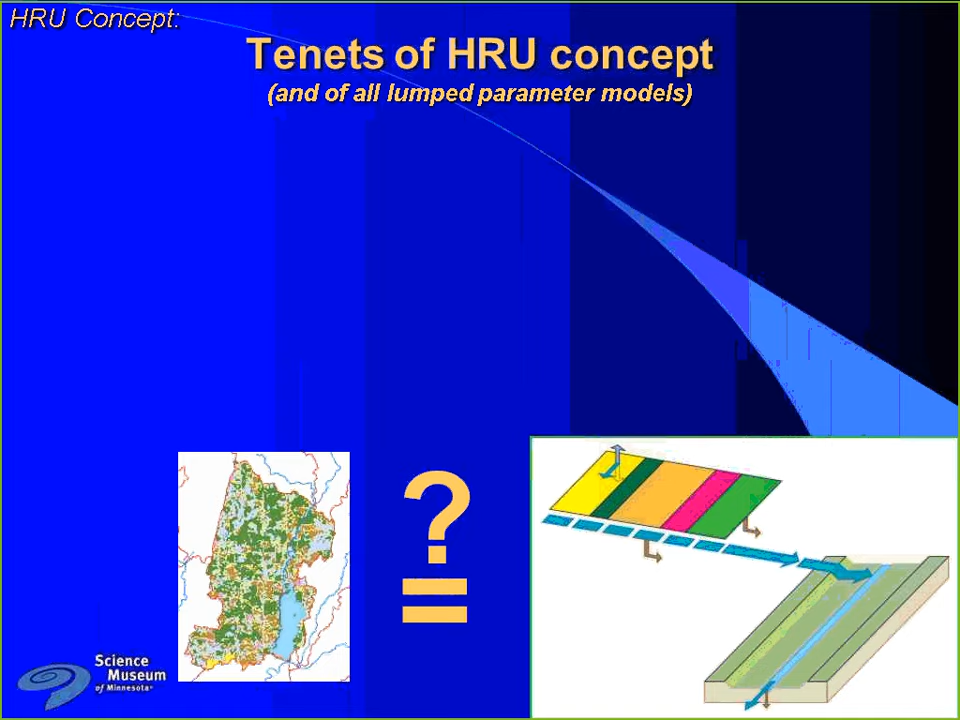 HRU Concept:
Tenets of HRU concept
(and of all lumped parameter models)
?
=
Science
Museum
of Minnesota